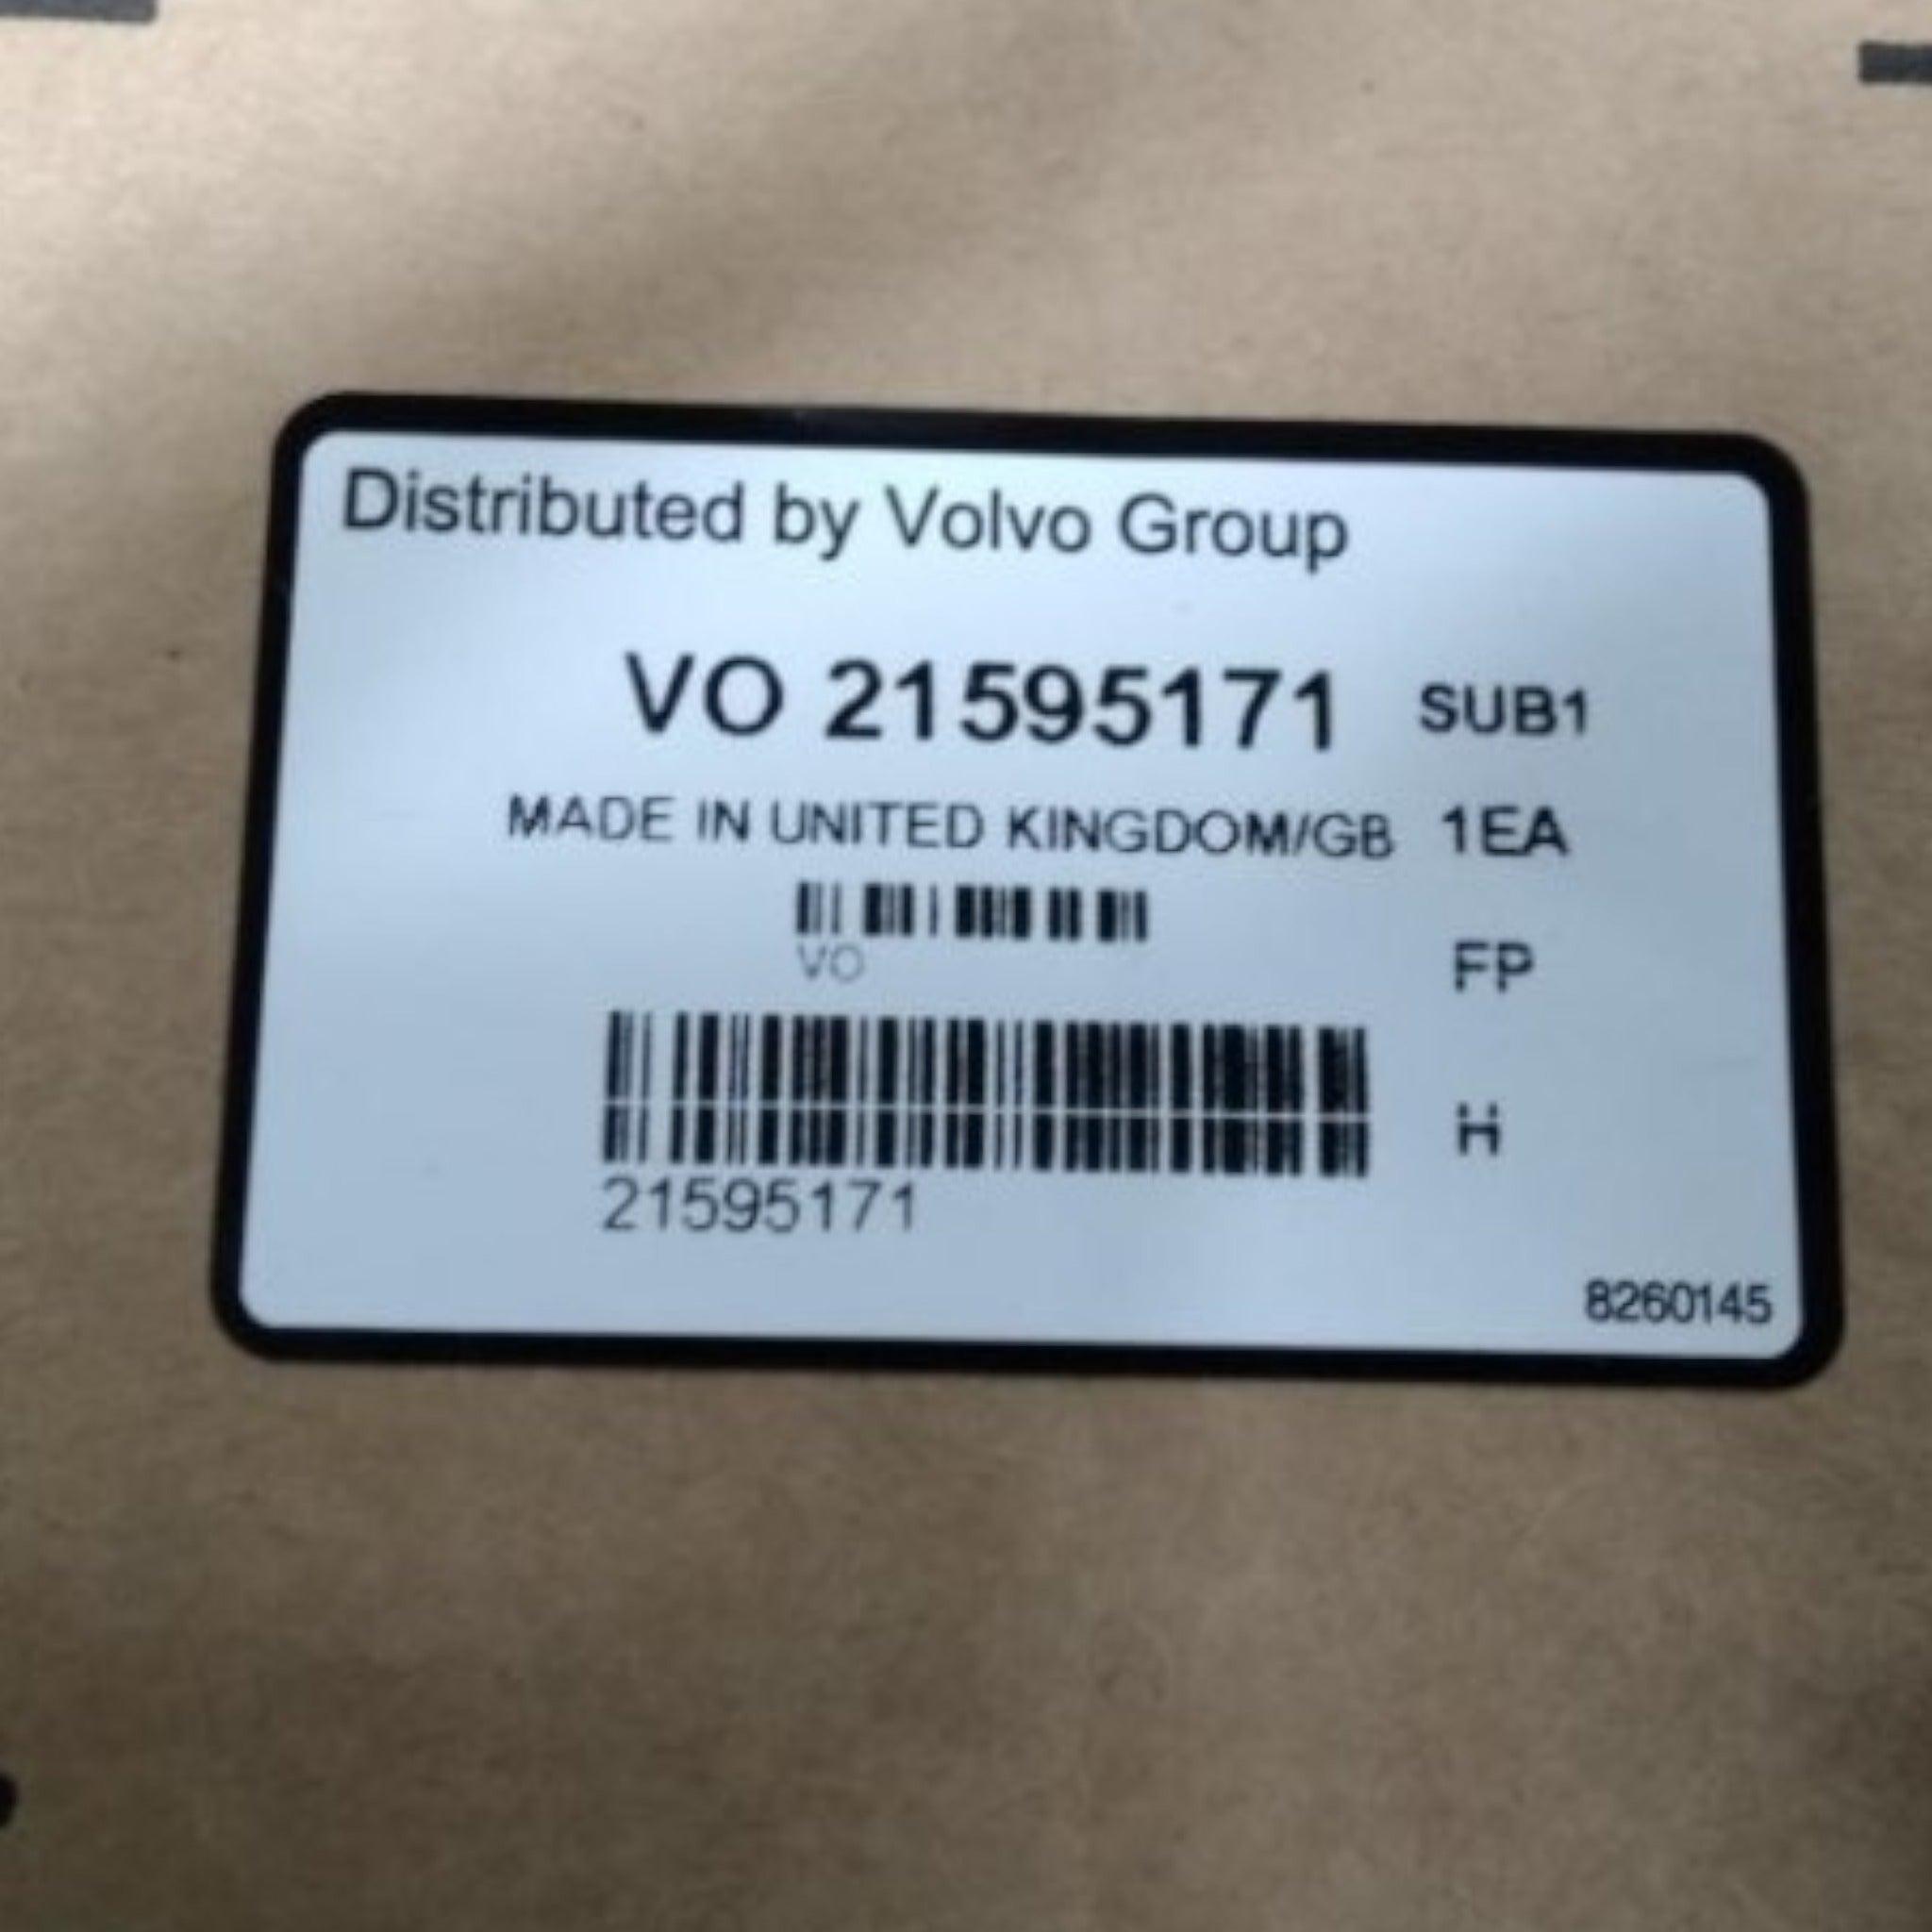 Distributed by Volvo Group
VO 21595171 SUB1
MADE IN UNITED KINGDOM/GB 1EA
VO
FP
H
21595171
8260145